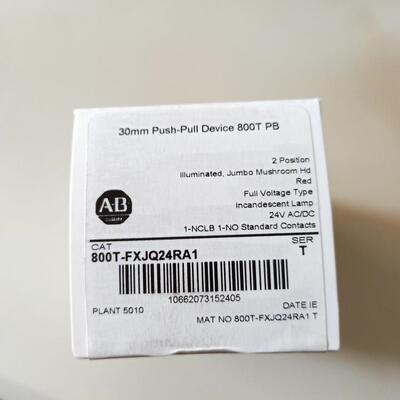 30mm Push-Pull Device 800T PB
2 Position
Illuminated, Jumbo Mushroom Hd
Red
Full Voltage Type
Incandescent Lamp
24V AC/DC
1-NCLB 1-NO Standard Contacts
A-B
QUALITY
CAT
SER
800T-FXJQ24RA1
T
10662073152405
PLANT 5010
DATE IE
MAT NO 800T-FXJQ24RA1 T